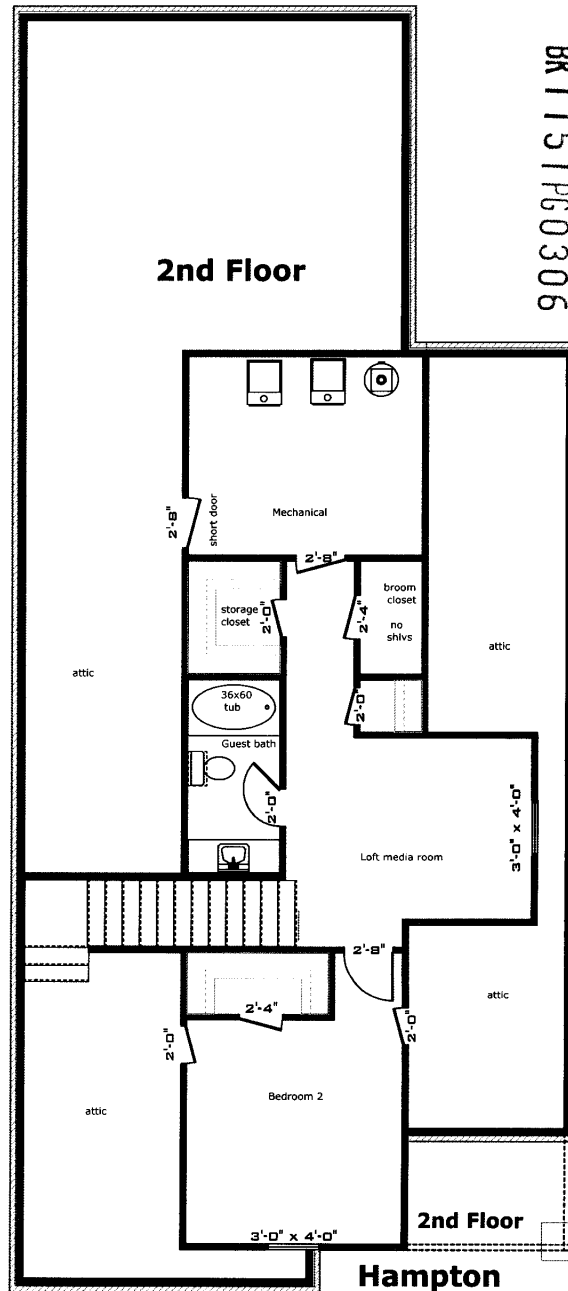 BK1151PG0306
2nd Floor
2'-8"
short door
Mechanical
2'-8"
storage
closet
2'-0"
2'-4"
broom
closet
no
shlvs
attic
attic
36x60
tub
2'-0"
Guest bath
2'-0"
3'-0" x 4'-0"
Loft media room
2'-8"
2'-4"
attic
2'-0"
2'-0"
Bedroom 2
attic
2nd Floor
3'-0" x 4'-0"
Hampton